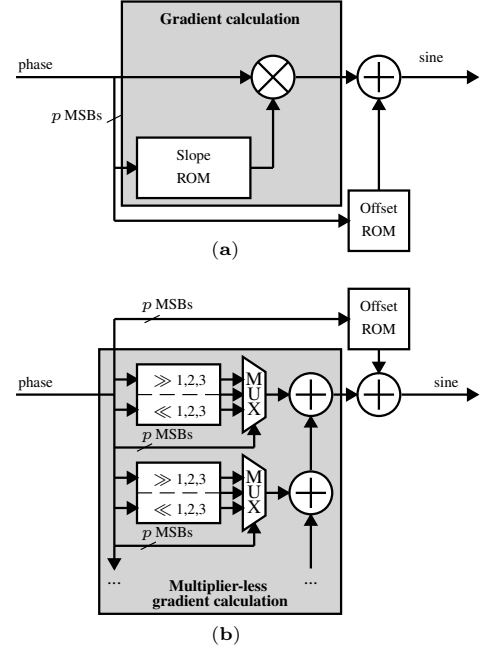 Gradient calculation
phase
sine
p MSBs
Slope
ROM
Offset
ROM
(a)
p MSBs
Offset
ROM
phase
sine
≫ 1,2,3
≪ 1,2,3
M
U
X
p MSBs
≫ 1,2,3
≪ 1,2,3
M
U
X
p MSBs
...
...
Multiplier-less
gradient calculation
(b)